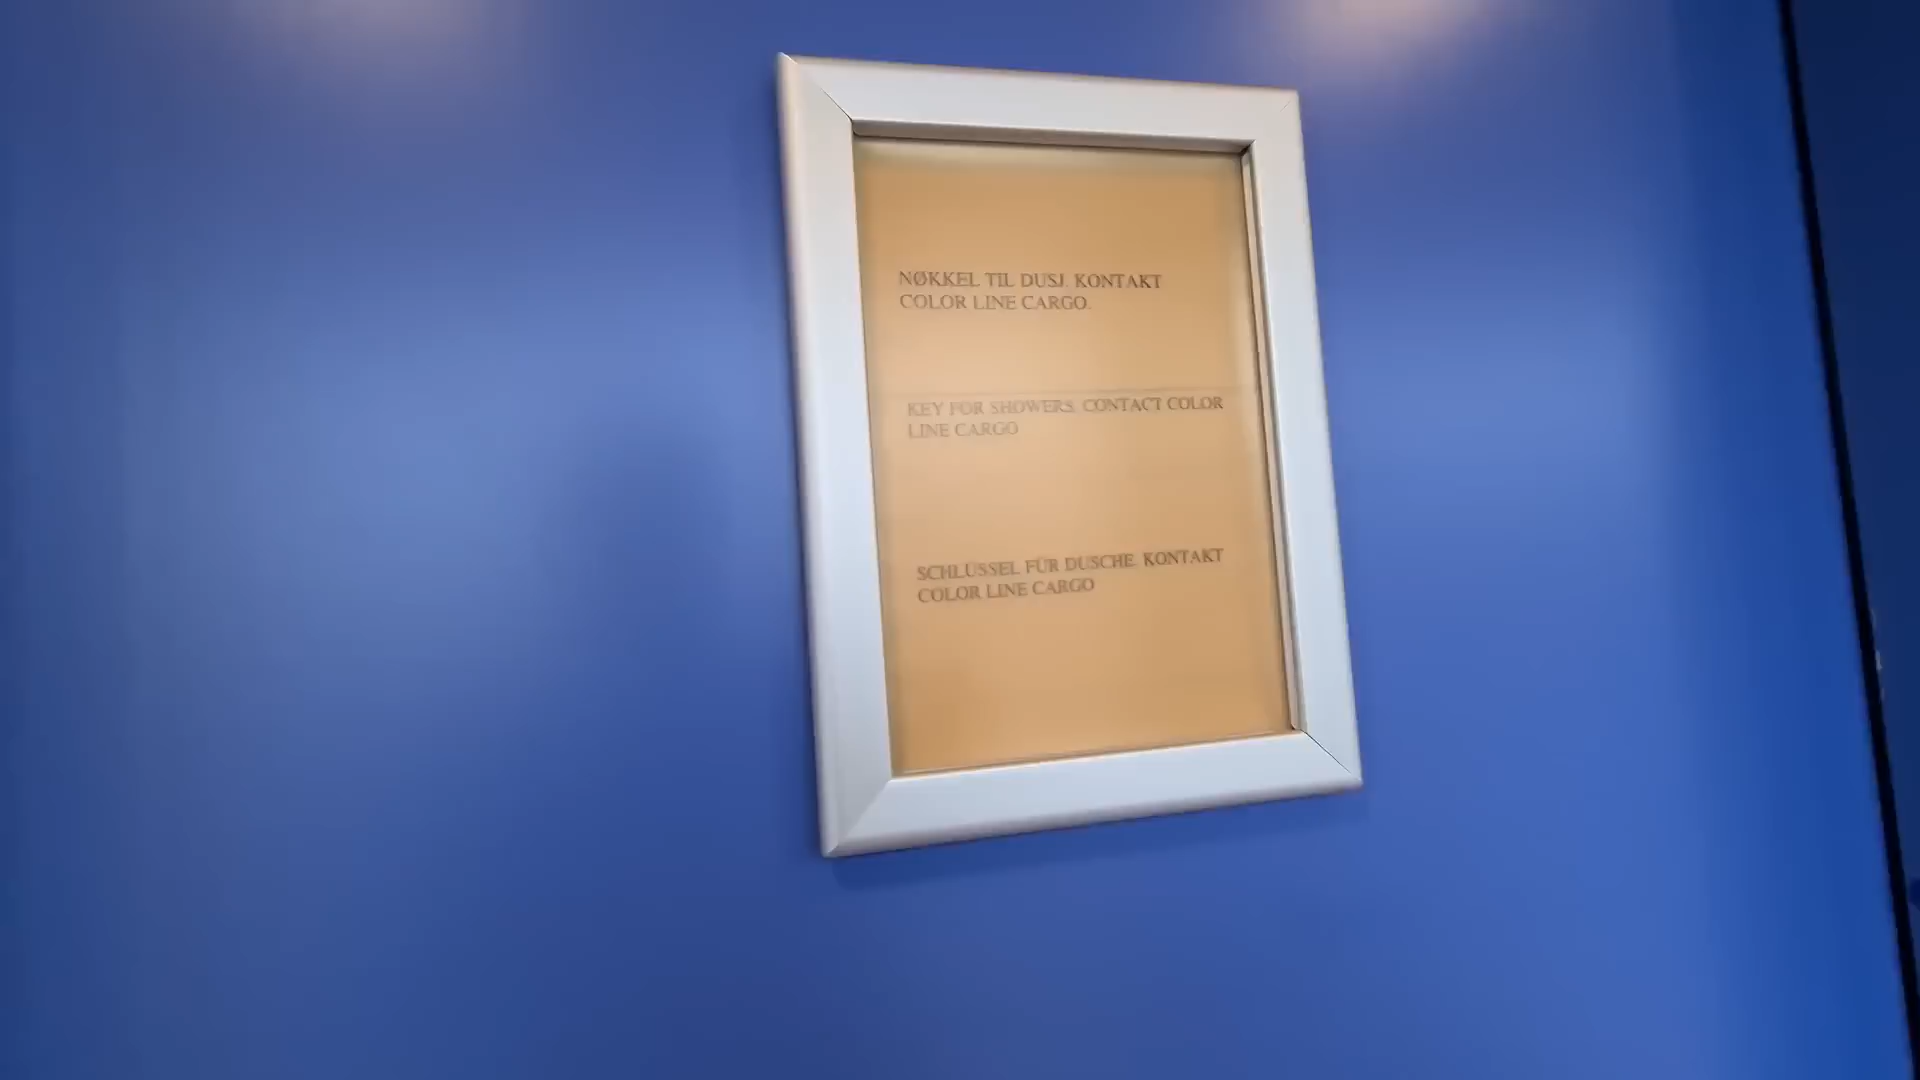 NØKKEL TIL DUSJ. KONTAKT
COLOR LINE CARGO.
KEY FOR SHOWERS. CONTACT COLOR
LINE CARGO
SCHLUSSEL FÜR DUSCHE. KONTAKT
COLOR LINE CARGO